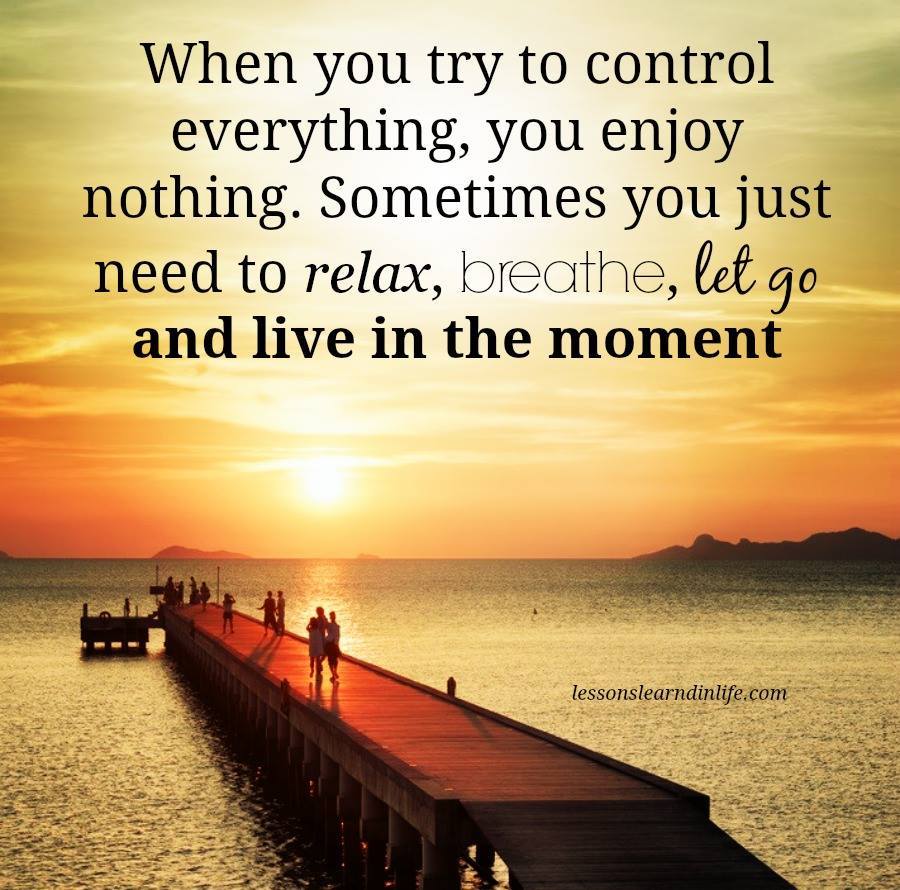 When you try to control
everything, you enjoy
nothing. Sometimes you just
need to relax, breathe, let go
and live in the moment
lessonslearndinlife.com